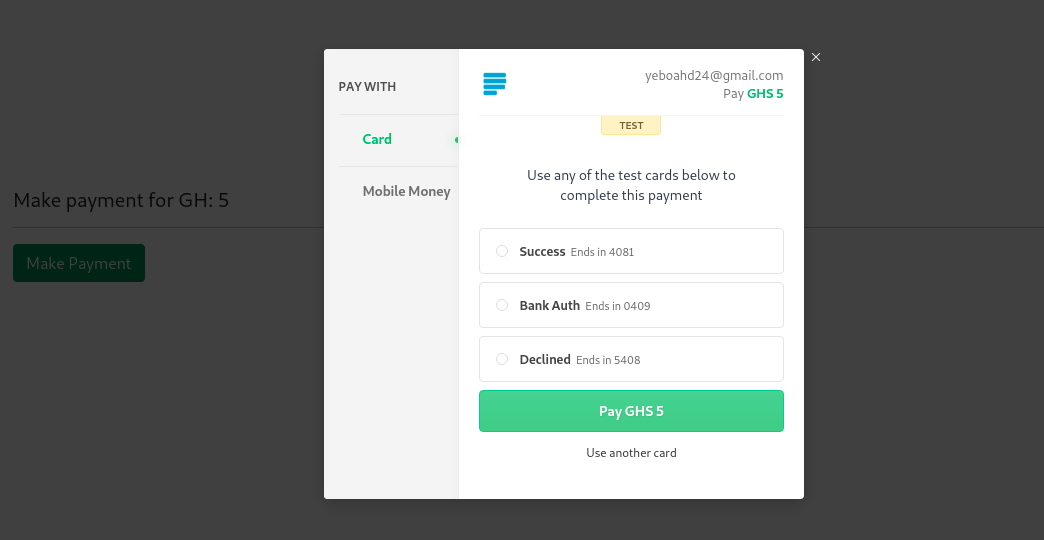 Make payment for GH: 5
Make Payment
PAY WITH
Card
Mobile Money
yeboahd24@gmail.com
Pay GHS 5
TEST
Use any of the test cards below to
complete this payment
Success Ends in 4081
Bank Auth Ends in 0409
Declined Ends in 5408
Pay GHS 5
Use another card